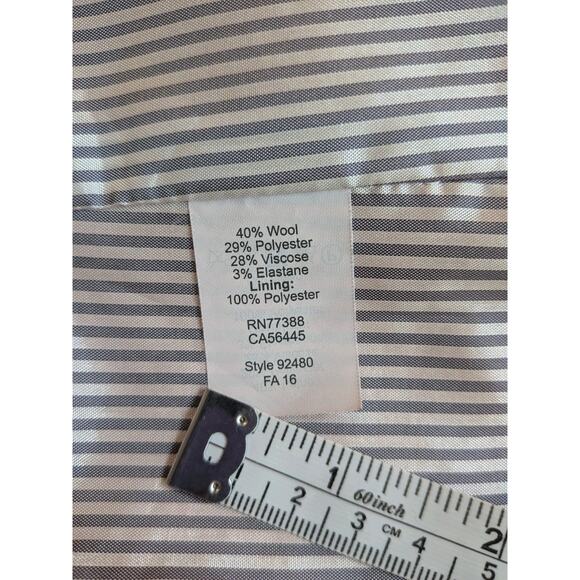 40% Wool
29% Polyester
28% Viscose
3% Elastane
Lining:
100% Polyester
RN77388
CA56445
Style 92480
FA 16
1 60inch 2
2 3 CM 4 5